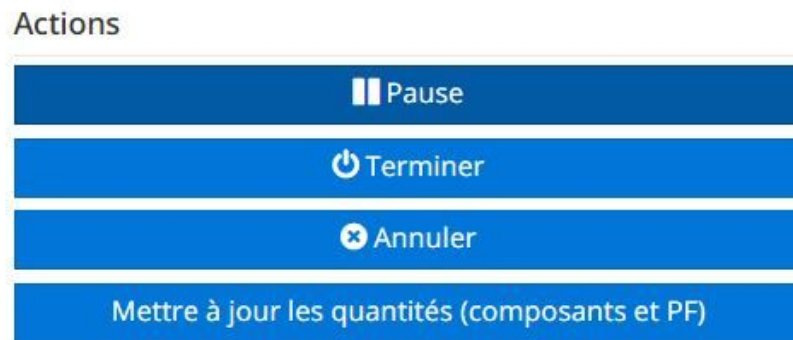 Actions
Pause
Terminer
Annuler
Mettre à jour les quantités (composants et PF)